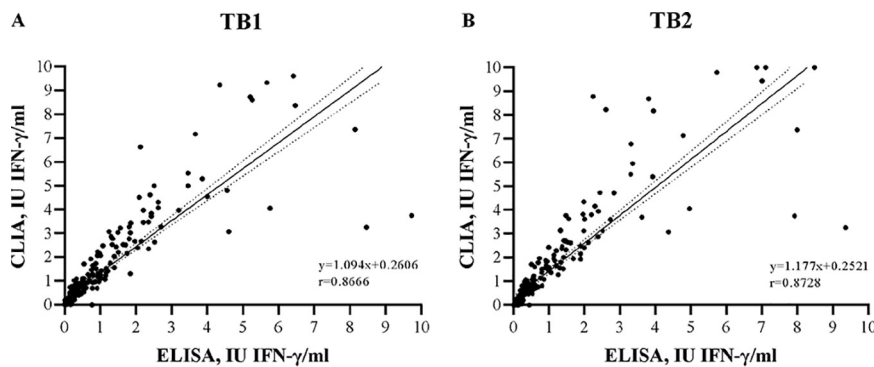 A
TB1
CLIA, IU IFN-γ/ml
10
9
8
7
6
5
4
3
2
1
0
y=1.094x+0.2606
r=0.8666
0 1 2 3 4 5 6 7 8 9 10
ELISA, IU IFN-γ/ml
B
TB2
CLIA, IU IFN-γ/ml
10
9
8
7
6
5
4
3
2
1
0
y=1.177x+0.2521
r=0.8728
0 1 2 3 4 5 6 7 8 9 10
ELISA, IU IFN-γ/ml